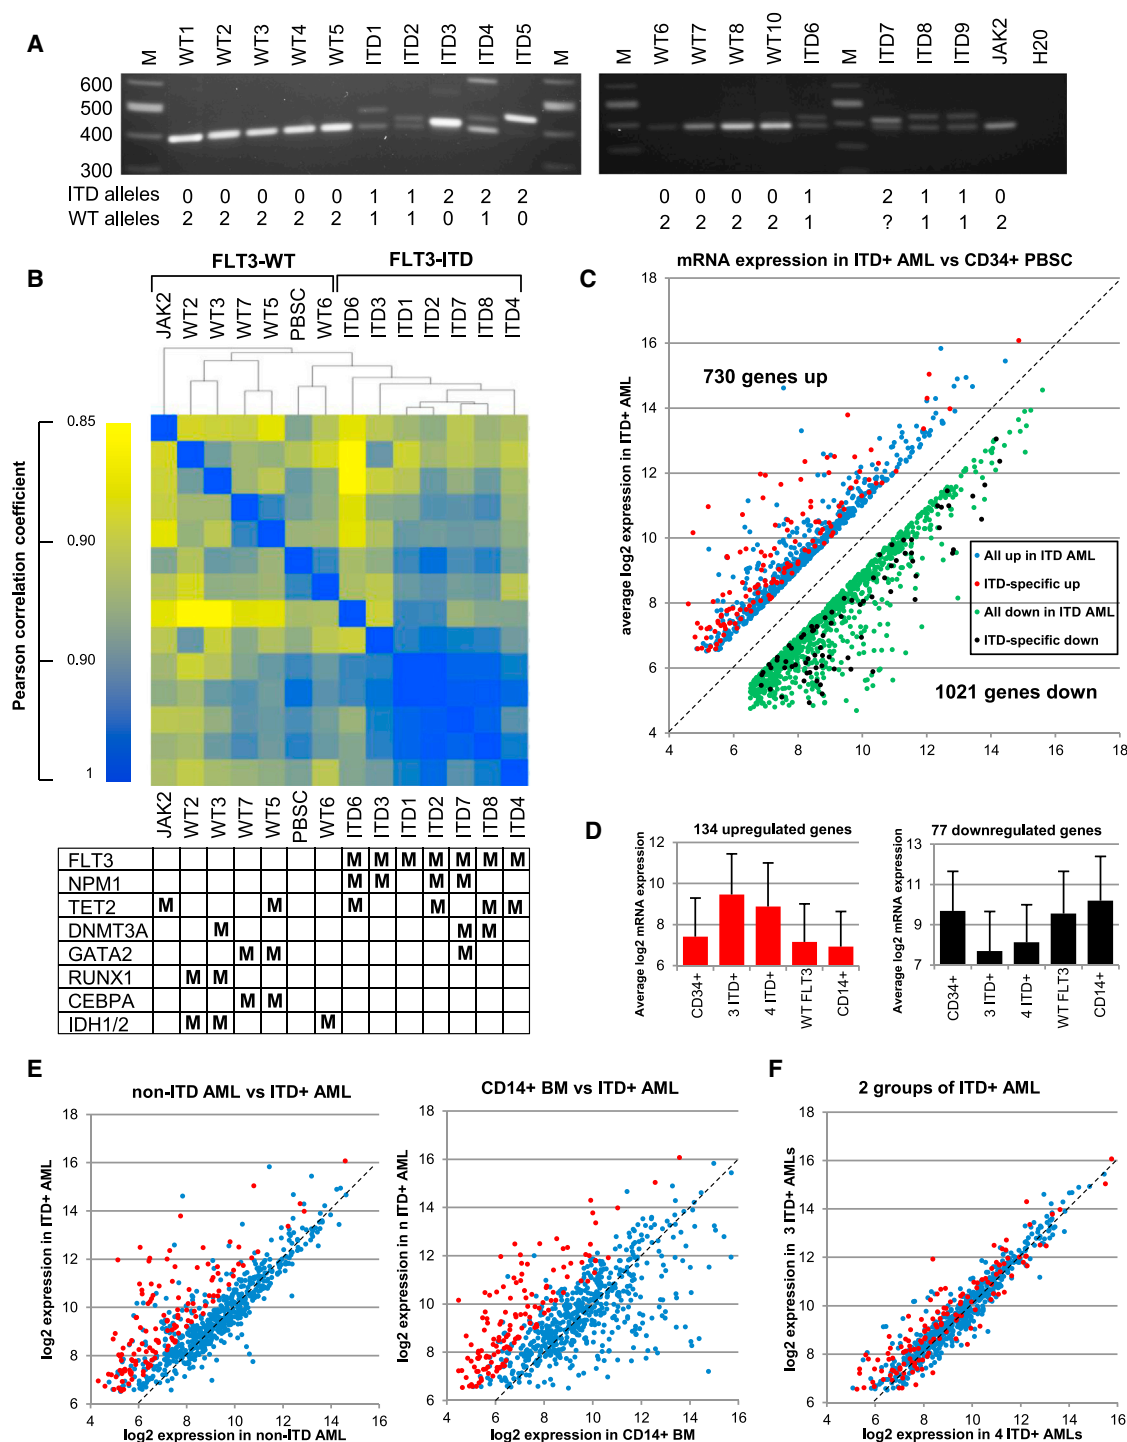 A
M WT1 WT2 WT3 WT4 WT5 ITD1 ITD2 ITD3 ITD4 ITD5 M
M WT6 WT7 WT8 WT10 ITD6 M ITD7 ITD8 ITD9 JAK2 H20
600
500
400
300
ITD alleles 0 0 0 0 0 1 1 2 2 2 0 0 0 0 1 2 1 1 0
WT alleles 2 2 2 2 2 1 1 0 1 0 2 2 2 2 1 ? 1 1 2
B
FLT3-WT FLT3-ITD
JAK2 WT2 WT3 WT7 WT5 PBSC WT6 ITD6 ITD3 ITD1 ITD2 ITD7 ITD8 ITD4
Pearson correlation coefficient
0.85
0.90
0.90
1
JAK2 WT2 WT3 WT7 WT5 PBSC WT6 ITD6 ITD3 ITD1 ITD2 ITD7 ITD8 ITD4
FLT3 M M M M M M M
NPM1 M M M M
TET2 M M M M M M
DNMT3A M M M
GATA2 M M M
RUNX1 M M
CEBPA M M
IDH1/2 M M M
C
mRNA expression in ITD+ AML vs CD34+ PBSC
average log2 expression in ITD+ AML
18
16
14
12
10
8
6
4
4 6 8 10 12 14 16 18
730 genes up
1021 genes down
All up in ITD AML
ITD-specific up
All down in ITD AML
ITD-specific down
D
134 upregulated genes
Average log2 mRNA expression
12
10
8
6
CD34+ 3 ITD+ 4 ITD+ WT FLT3 CD14+
77 downregulated genes
Average log2 mRNA expression
13
11
9
7
CD34+ 3 ITD+ 4 ITD+ WT FLT3 CD14+
E
non-ITD AML vs ITD+ AML
log2 expression in ITD+ AML
18
16
14
12
10
8
6
4 6 8 10 12 14 16
log2 expression in non-ITD AML
CD14+ BM vs ITD+ AML
log2 expression in n ITD+ AML
18
16
14
12
10
8
6
4 6 8 10 12 14 16
log2 expression in CD14+ BM
F
2 groups of ITD+ AML
log2 expression in 3 ITD+ AMLs
18
16
14
12
10
8
6
4 6 8 10 12 14 16
log2 expression in 4 ITD+ AMLs